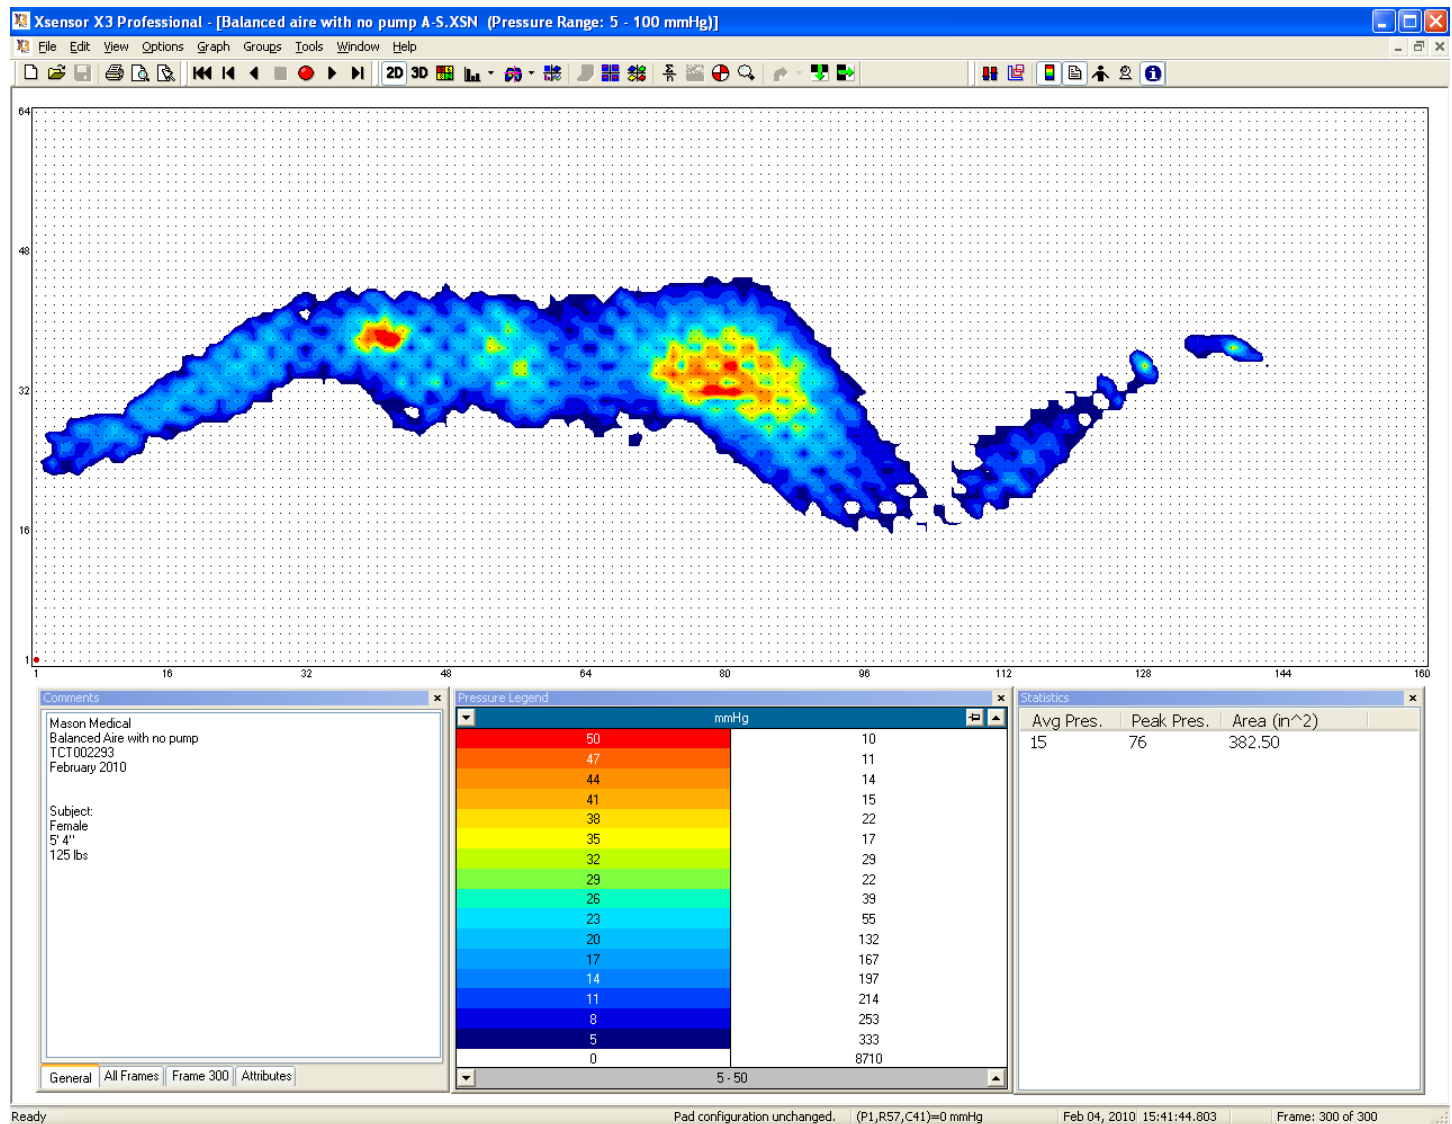 Xsensor X3 Professional - [Balanced aire with no pump A-S.XSN (Pressure Range: 5 - 100 mmHg)]
File Edit View Options Graph Groups Tools Window Help
2D 3D
64
48
32
16
1
1 16 32 48 64 80 96 112 128 144 160
Comments
Mason Medical
Balanced Aire with no pump
TCT002293
February 2010
Subject:
Female
5' 4''
125 lbs
General All Frames Frame 300 Attributes
Pressure Legend
mmHg
50 10
47 11
44 14
41 15
38 22
35 17
32 29
29 22
26 39
23 55
20 132
17 167
14 197
11 214
8 253
5 333
0 8710
5 - 50
Statistics
Avg Pres. Peak Pres. Area (in^2)
15 76 382.50
Ready Pad configuration unchanged. (P1,R57,C41)=0 mmHg Feb 04, 2010 15:41:44.803 Frame: 300 of 300